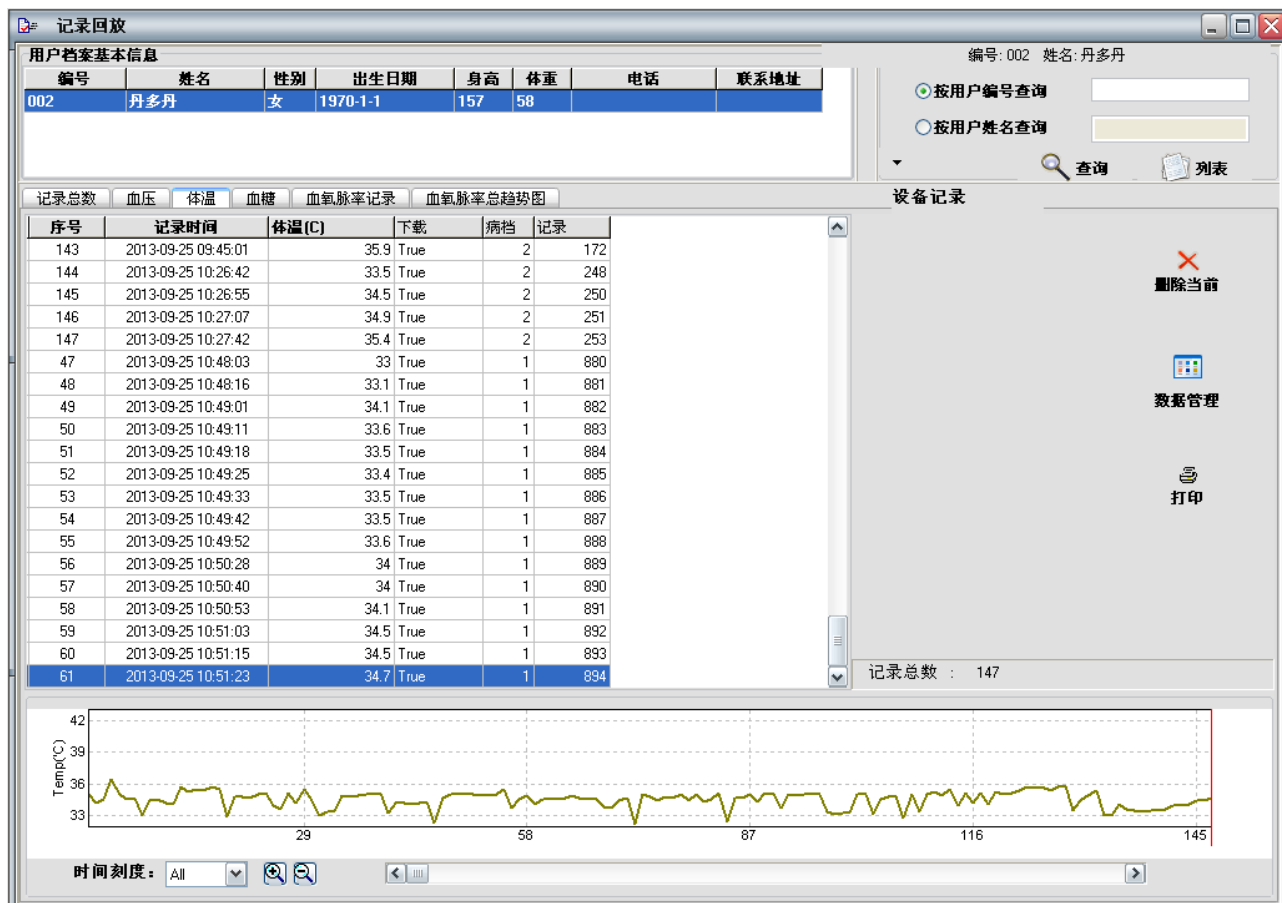 记录回放
用户档案基本信息
编号: 002 姓名: 丹多丹
编号 姓名 性别 出生日期 身高 体重 电话 联系地址
002 丹多丹 女 1970-1-1 157 58
按用户编号查询
按用户姓名查询
查询 列表
记录总数 血压 体温 血糖 血氧脉率记录 血氧脉率总趋势图
设备记录
序号 记录时间 体温(C) 下载 病档 记录
143 2013-09-25 09:45:01 35.9 True 2 172
144 2013-09-25 10:26:42 33.5 True 2 248
145 2013-09-25 10:26:55 34.5 True 2 250
146 2013-09-25 10:27:07 34.9 True 2 251
147 2013-09-25 10:27:42 35.4 True 2 253
47 2013-09-25 10:48:03 33 True 1 880
48 2013-09-25 10:48:16 33.1 True 1 881
49 2013-09-25 10:49:01 34.1 True 1 882
50 2013-09-25 10:49:11 33.6 True 1 883
51 2013-09-25 10:49:18 33.5 True 1 884
52 2013-09-25 10:49:25 33.4 True 1 885
53 2013-09-25 10:49:33 33.5 True 1 886
54 2013-09-25 10:49:42 33.5 True 1 887
55 2013-09-25 10:49:52 33.6 True 1 888
56 2013-09-25 10:50:28 34 True 1 889
57 2013-09-25 10:50:40 34 True 1 890
58 2013-09-25 10:50:53 34.1 True 1 891
59 2013-09-25 10:51:03 34.5 True 1 892
60 2013-09-25 10:51:15 34.5 True 1 893
61 2013-09-25 10:51:23 34.7 True 1 894
删除当前
数据管理
打印
记录总数 : 147
Temp(℃)
42
39
36
33
29 58 87 116 145
时间刻度: All